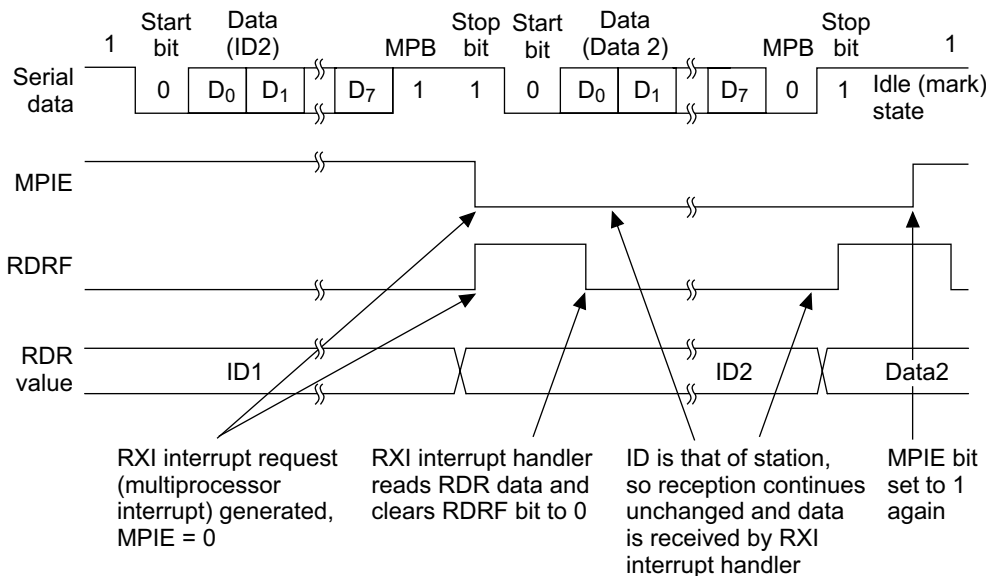 1 Start bit Data (ID2) MPB Stop bit Start bit Data (Data 2) MPB Stop bit 1
Serial data 0 D0 D1 D7 1 1 0 D0 D1 D7 0 1 Idle (mark) state
MPIE
RDRF
RDR value ID1 ID2 Data2
RXI interrupt request
(multiprocessor
interrupt) generated,
MPIE = 0
RXI interrupt handler
reads RDR data and
clears RDRF bit to 0
ID is that of station,
so reception continues
unchanged and data
is received by RXI
interrupt handler
MPIE bit
set to 1
again